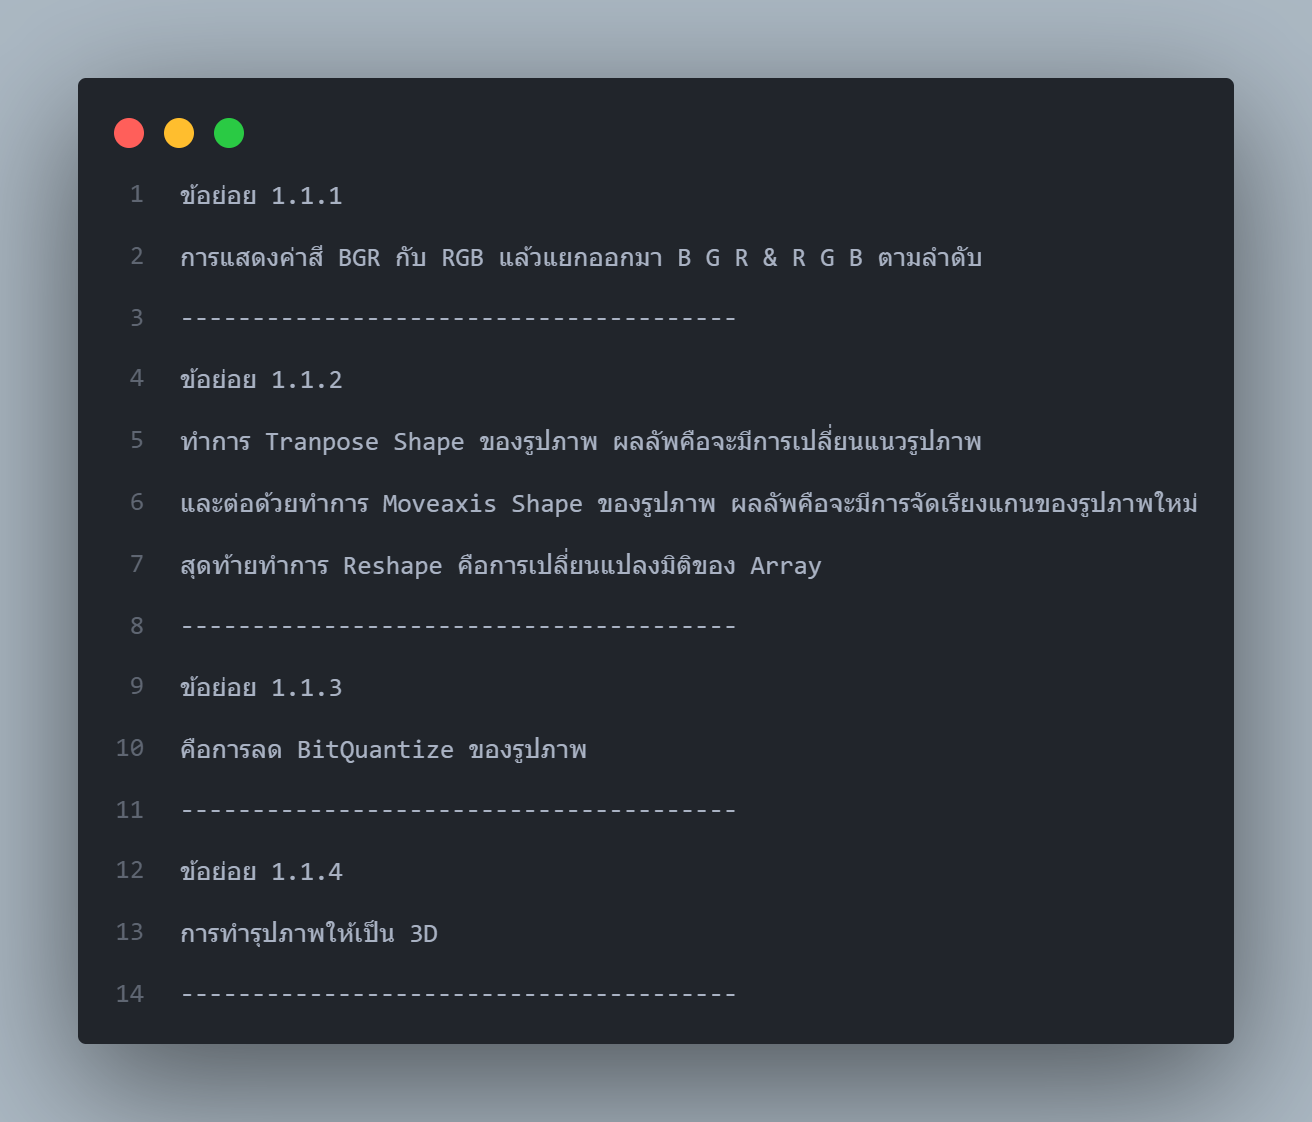 1 ข้อย่อย 1.1.1
2 การแสดงค่าสี BGR กับ RGB แล้วแยกออกมา B G R & R G B ตามลำดับ
3 ---------------------------------------
4 ข้อย่อย 1.1.2
5 ทำการ Tranpose Shape ของรูปภาพ ผลลัพคือจะมีการเปลี่ยนแนวรูปภาพ
6 และต่อด้วยทำการ Moveaxis Shape ของรูปภาพ ผลลัพคือจะมีการจัดเรียงแกนของรูปภาพใหม่
7 สุดท้ายทำการ Reshape คือการเปลี่ยนแปลงมิติของ Array
8 ---------------------------------------
9 ข้อย่อย 1.1.3
10 คือการลด BitQuantize ของรูปภาพ
11 ---------------------------------------
12 ข้อย่อย 1.1.4
13 การทำรุปภาพให้เป็น 3D
14 ---------------------------------------